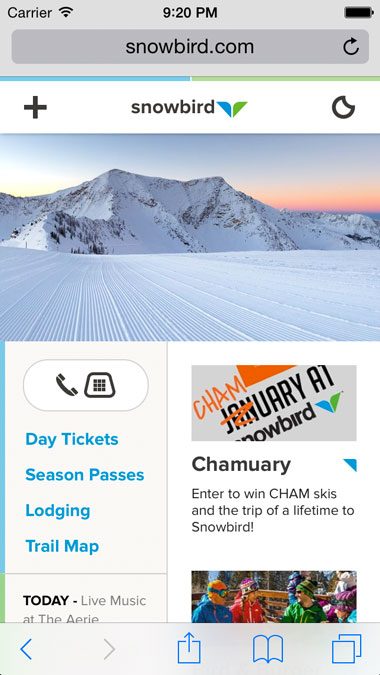 Carrier 9:20 PM
snowbird.com
snowbird
CHAM
JANUARY AT
snowbird
Day Tickets
Season Passes
Lodging
Trail Map
Chamuary
Enter to win CHAM skis
and the trip of a lifetime to
Snowbird!
TODAY - Live Music
at The Aerie